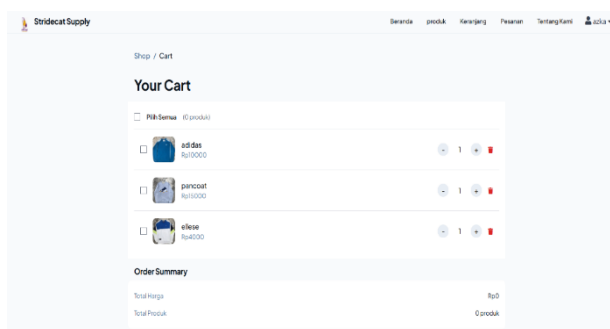 Stridecat Supply
Beranda produk Keranjang Pesanan Tentang Kami azka
Shop / Cart
Your Cart
Pilih Semua (0 produk)
adidas
Rp10000
- 1 +
pancoat
Rp15000
- 1 +
ellese
Rp4000
- 1 +
Order Summary
Total Harga Rp0
Total Produk 0 produk